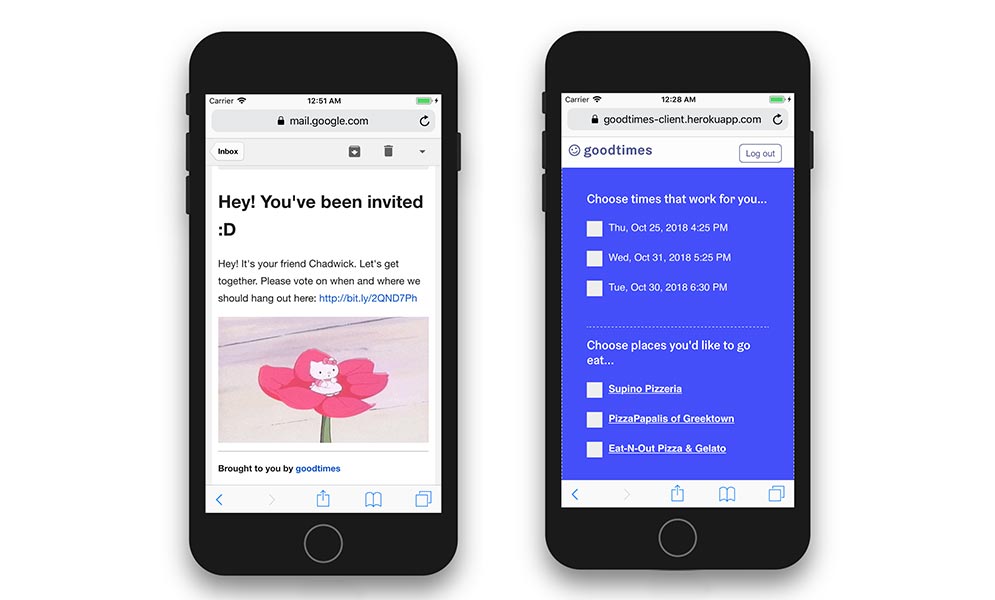 Carrier 12:51 AM
mail.google.com
Inbox
Hey! You've been invited
:D
Hey! It's your friend Chadwick. Let's get
together. Please vote on when and where we
should hang out here: http://bit.ly/2QND7Ph
Brought to you by goodtimes
Carrier 12:28 AM
goodtimes-client.herokuapp.com
goodtimes Log out
Choose times that work for you...
Thu, Oct 25, 2018 4:25 PM
Wed, Oct 31, 2018 5:25 PM
Tue, Oct 30, 2018 6:30 PM
Choose places you'd like to go
eat...
Supino Pizzeria
PizzaPapalis of Greektown
Eat-N-Out Pizza & Gelato